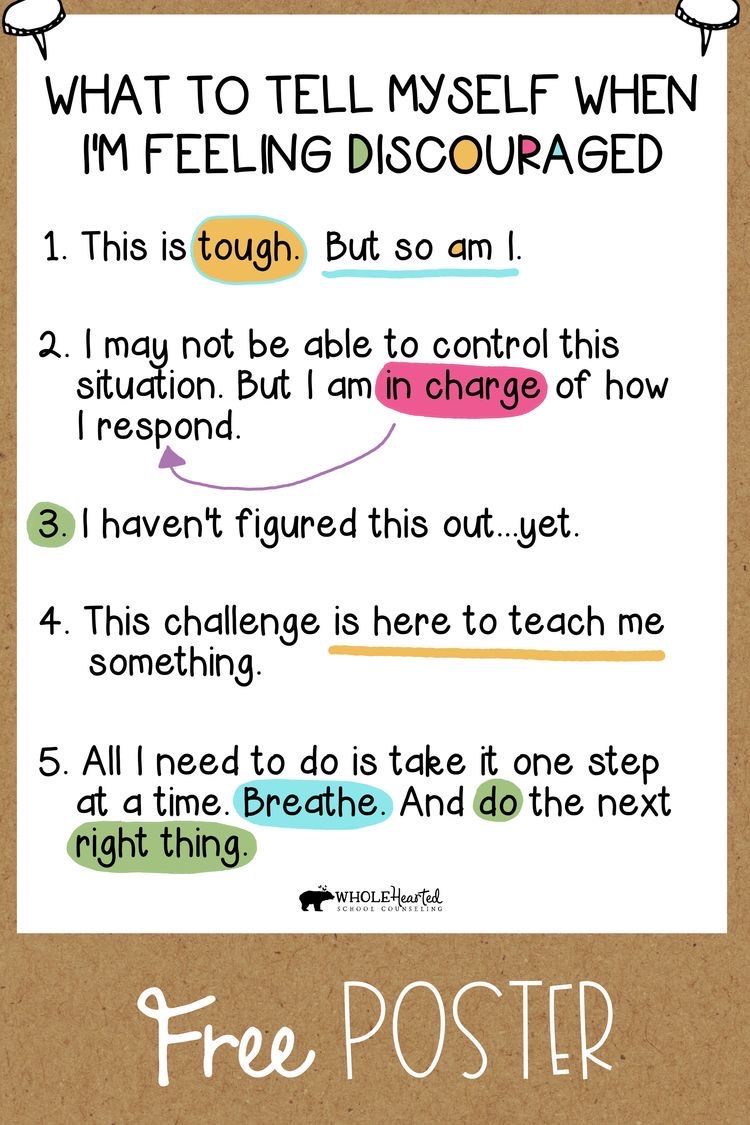 WHAT TO TELL MYSELF WHEN
I'M FEELING DISCOURAGED
1. This is tough. But so am I.
2. I may not be able to control this
situation. But I am in charge of how
I respond.
3. I haven't figured this out...yet.
4. This challenge is here to teach me
something.
5. All I need to do is take it one step
at a time. Breathe. And do the next
right thing.
WHOLEHearted
SCHOOL COUNSELING
Free POSTER